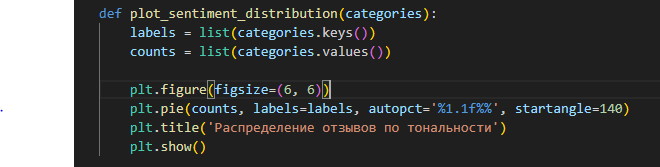 def plot_sentiment_distribution(categories):
    labels = list(categories.keys())
    counts = list(categories.values())

    plt.figure(figsize=(6, 6))
    plt.pie(counts, labels=labels, autopct='%1.1f%%', startangle=140)
    plt.title('Распределение отзывов по тональности')
    plt.show()